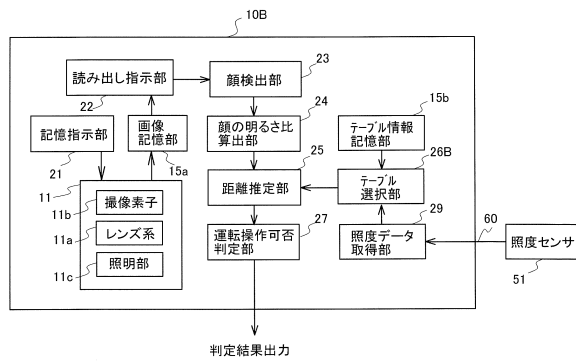 10B
読み出し指示部
22
顔検出部
23
記憶指示部
21
画像
記憶部
15a
顔の明るさ比
算出部
24
テーブル情報
記憶部
15b
11
11b
撮像素子
11a
レンズ系
11c
照明部
距離推定部
25
テーブル
選択部
26B
運転操作可否
判定部
27
照度データ
取得部
29
60
照度センサ
51
判定結果出力